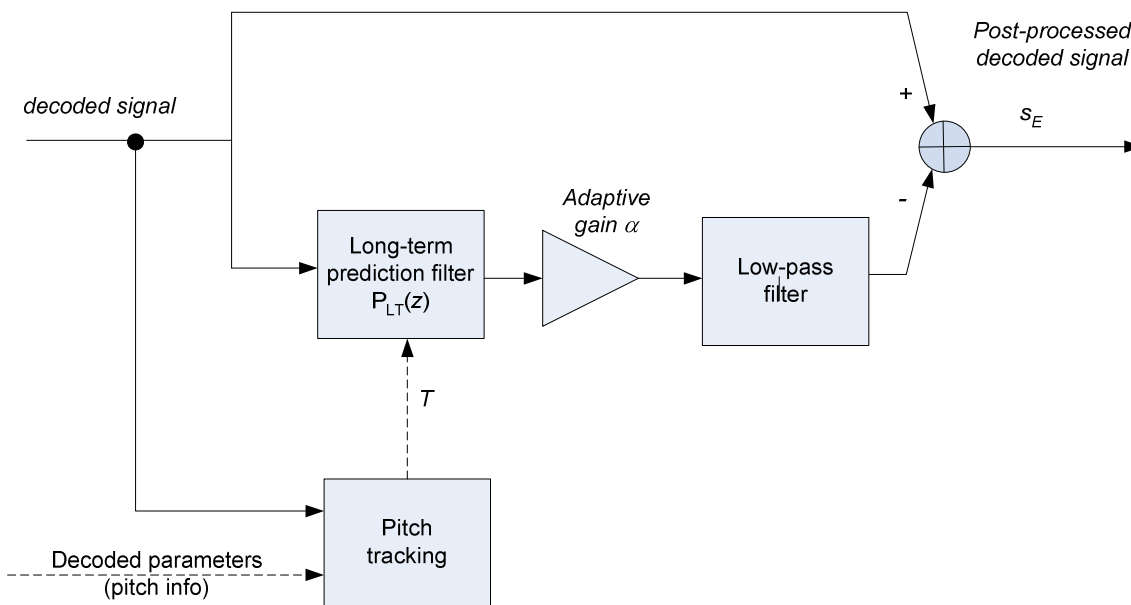 Post-processed
decoded signal
decoded signal
+
s_E
Adaptive
gain α
-
Long-term
prediction filter
P_LT(z)
Low-pass
filter
T
Pitch
tracking
Decoded parameters
(pitch info)